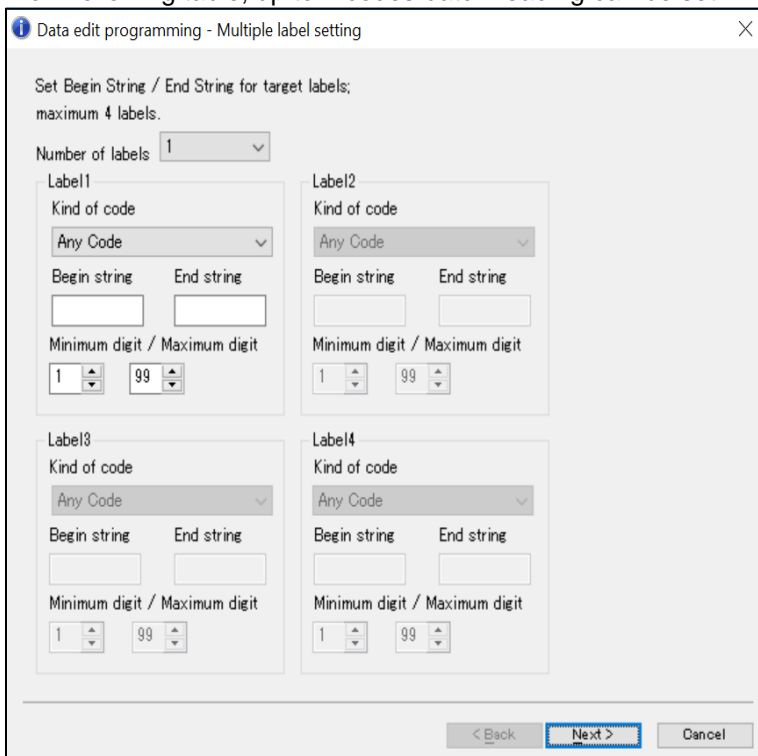 Data edit programming - Multiple label setting
Set Begin String / End String for target labels;
maximum 4 labels.
Number of labels 1
Label1
Kind of code
Any Code
Begin string End string
Minimum digit / Maximum digit
1 99
Label2
Kind of code
Any Code
Begin string End string
Minimum digit / Maximum digit
1 99
Label3
Kind of code
Any Code
Begin string End string
Minimum digit / Maximum digit
1 99
Label4
Kind of code
Any Code
Begin string End string
Minimum digit / Maximum digit
1 99
< Back Next > Cancel